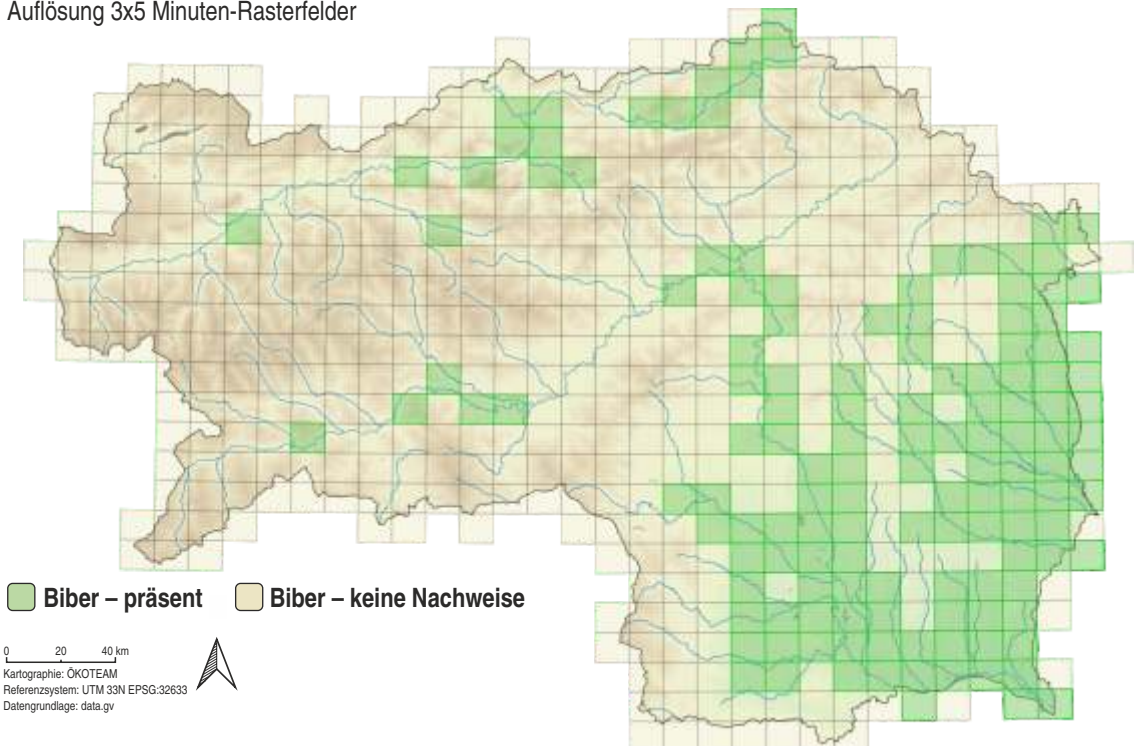 Auflösung 3x5 Minuten-Rasterfelder
Biber – präsent Biber – keine Nachweise
0 20 40 km
Kartographie: ÖKOTEAM
Referenzsystem: UTM 33N EPSG:32633
Datengrundlage: data.gv